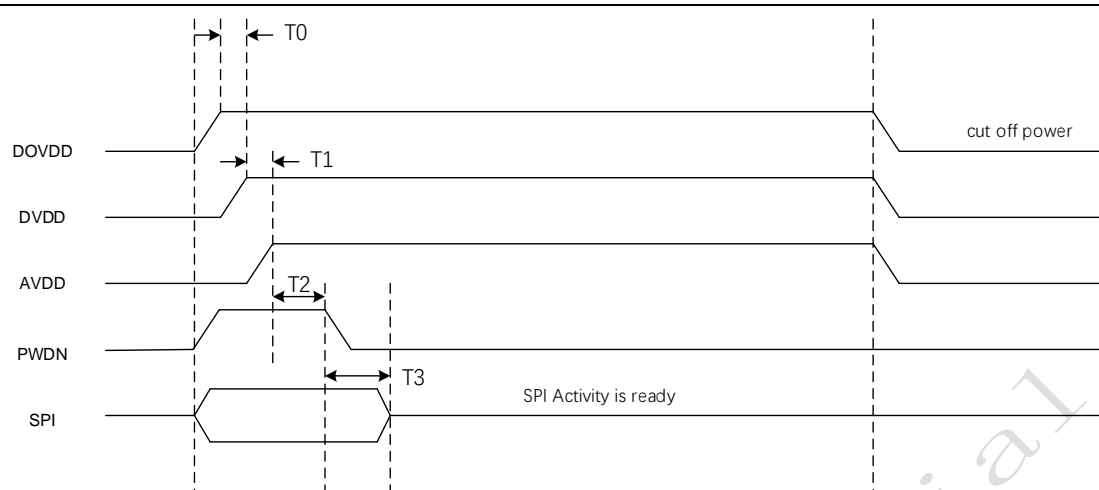 T0
DOVDD
cut off power
T1
DVDD
AVDD
T2
PWDN
T3
SPI
SPI Activity is ready
i a l